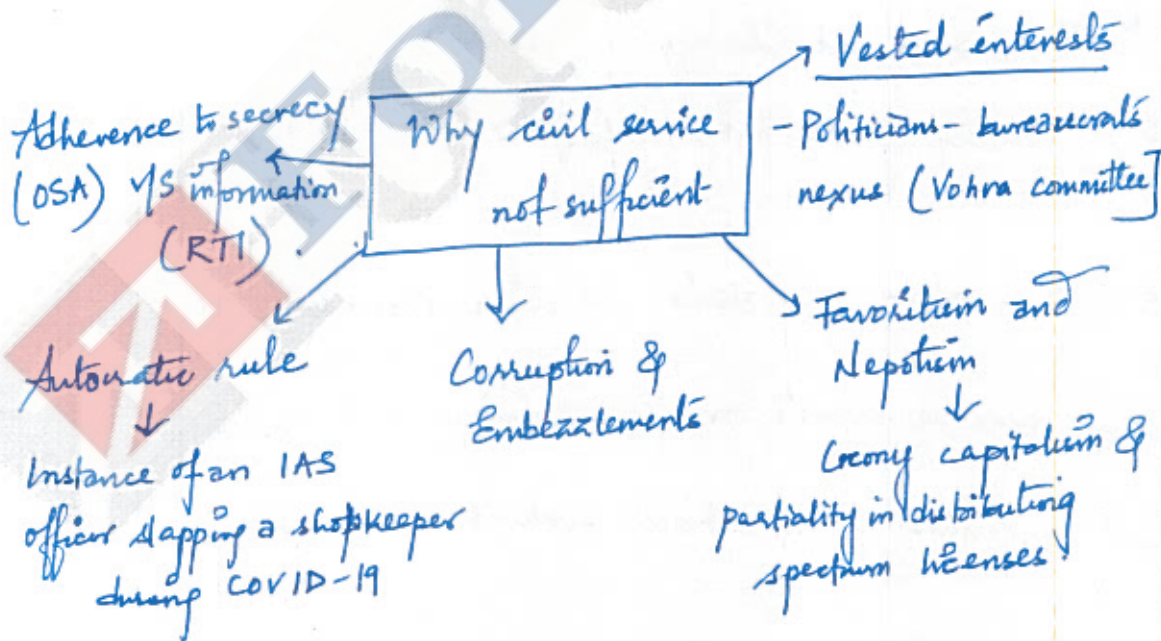 Why civil service
not sufficient
Vested interests
- Politicians - bureaucrats
nexus (Vohra committee]
Adherence to secrecy
(OSA) v/s information
(RTI)
Autocratic rule
Instance of an IAS
officer slapping a shopkeeper
during COVID-19
Corruption &
Embezzlements
Favoritism and
Nepotism
Crony capitalism &
partiality in distributing
spectrum licenses.